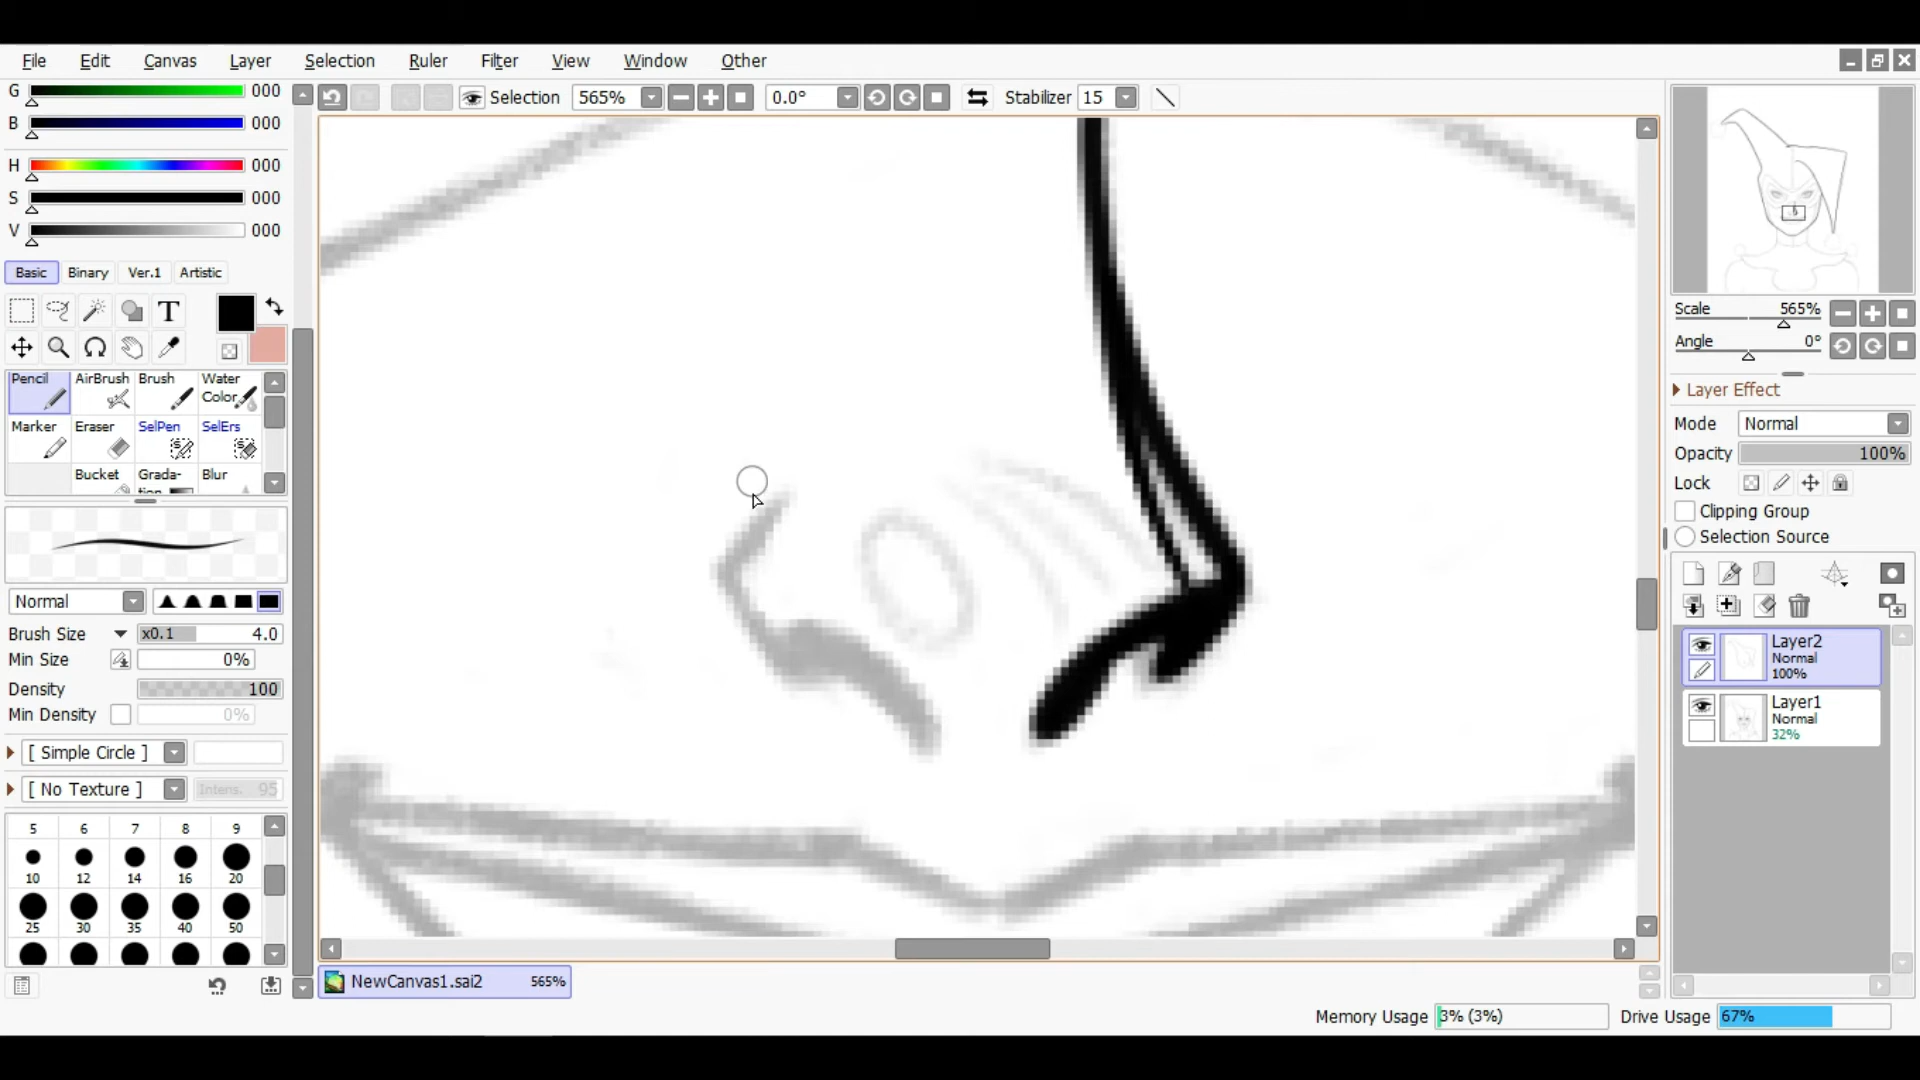 File Edit Canvas Layer Selection Ruler Filter View Window Other
G 000
B 000
H 000
S 000
V 000
Selection 565% 0.0° Stabilizer 15
Basic Binary Ver.1 Artistic
T
Pencil AirBrush Brush Water Color
Marker Eraser SelPen SelErs
Bucket Grada-tion Blur
Normal
Brush Size x0.1 4.0
Min Size 0%
Density 100
Min Density 0%
[ Simple Circle ]
[ No Texture ] Intens. 95
5 6 7 8 9
10 12 14 16 20
25 30 35 40 50
NewCanvas1.sai2 565%
Scale 565%
Angle 0°
Layer Effect
Mode Normal
Opacity 100%
Lock
Clipping Group
Selection Source
Layer2
Normal
100%
Layer1
Normal
32%
Memory Usage 3% (3%) Drive Usage 67%